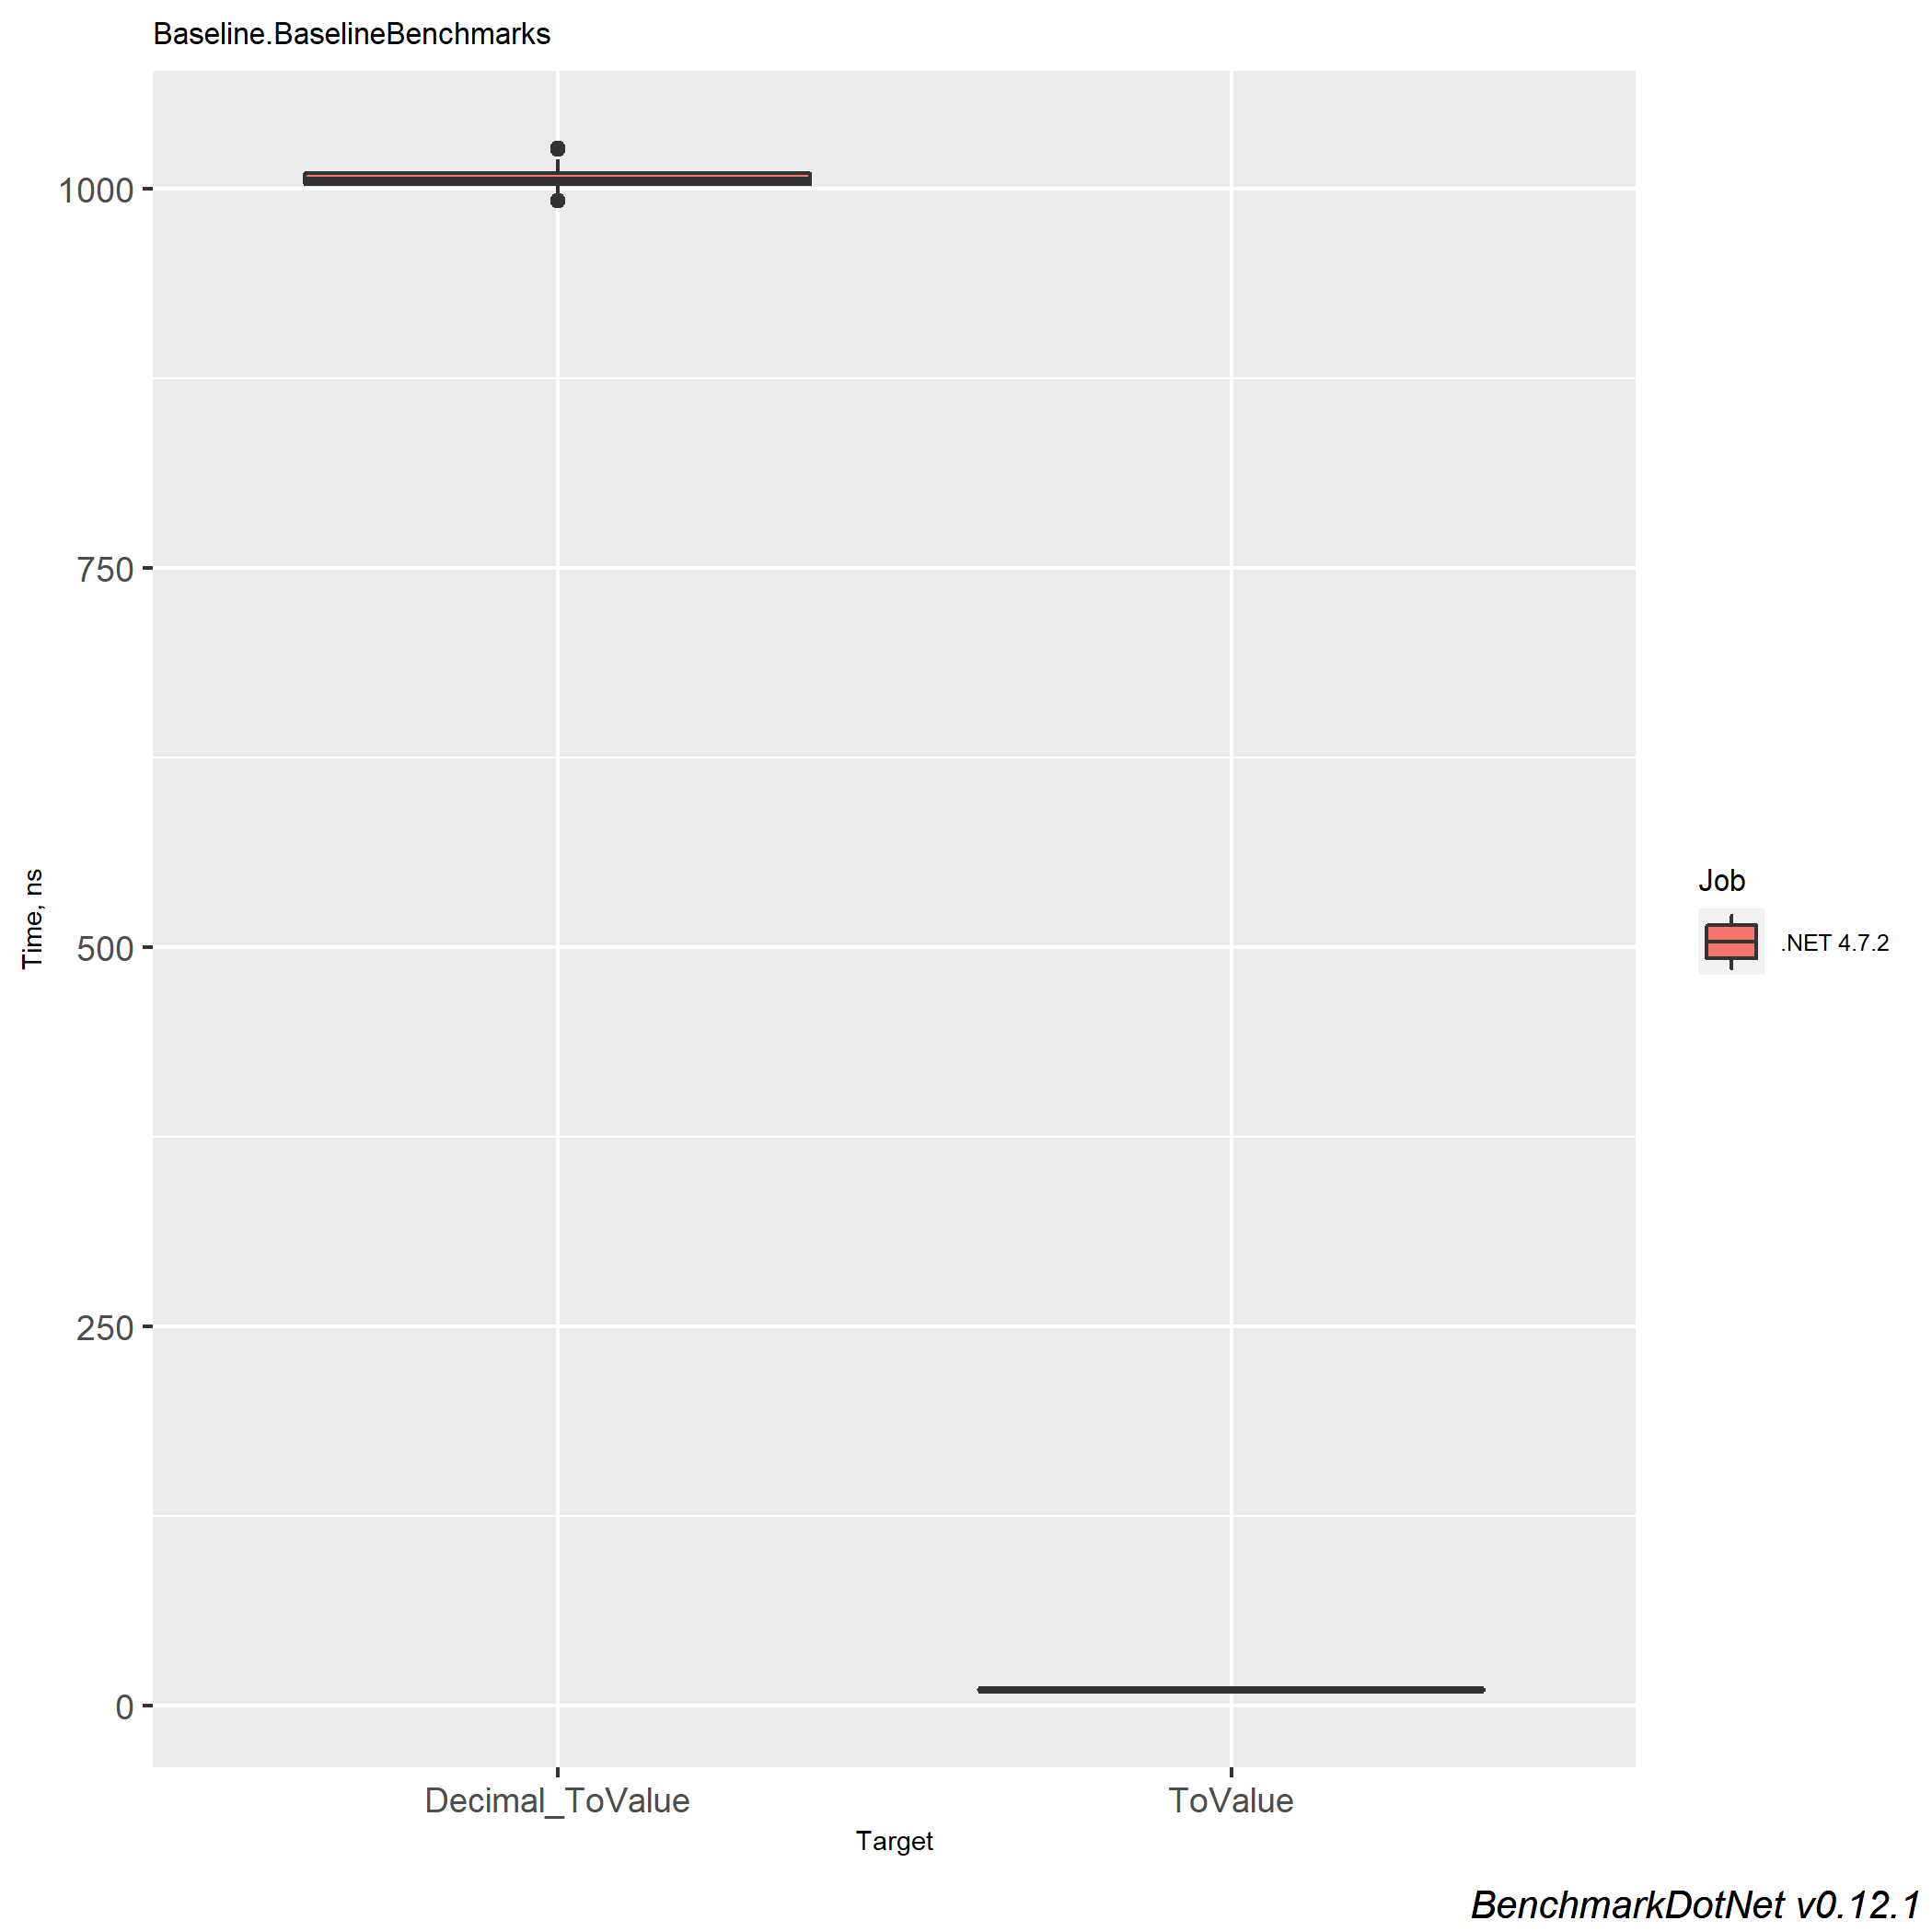 Baseline.BaselineBenchmarks
1000
750
500
250
0
Time, ns
Decimal_ToValue
ToValue
Target
Job
.NET 4.7.2
BenchmarkDotNet v0.12.1